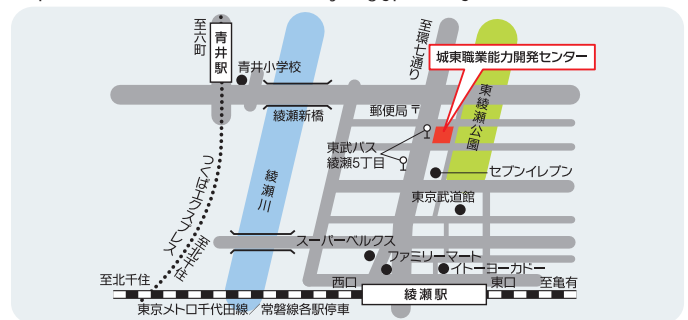 至六町
青井駅
青井小学校
至環七通り
城東職業能力開発センター
綾瀬新橋
郵便局〒
東綾瀬公園
東武バス
綾瀬5丁目
セブンイレブン
綾瀬川
東京武道館
つくばエクスプレス
至北千住
スーパーベルクス
ファミリーマート
イトーヨーカドー
至北千住
西口
綾瀬駅
東口
至亀有
東京メトロ千代田線／常磐線各駅停車